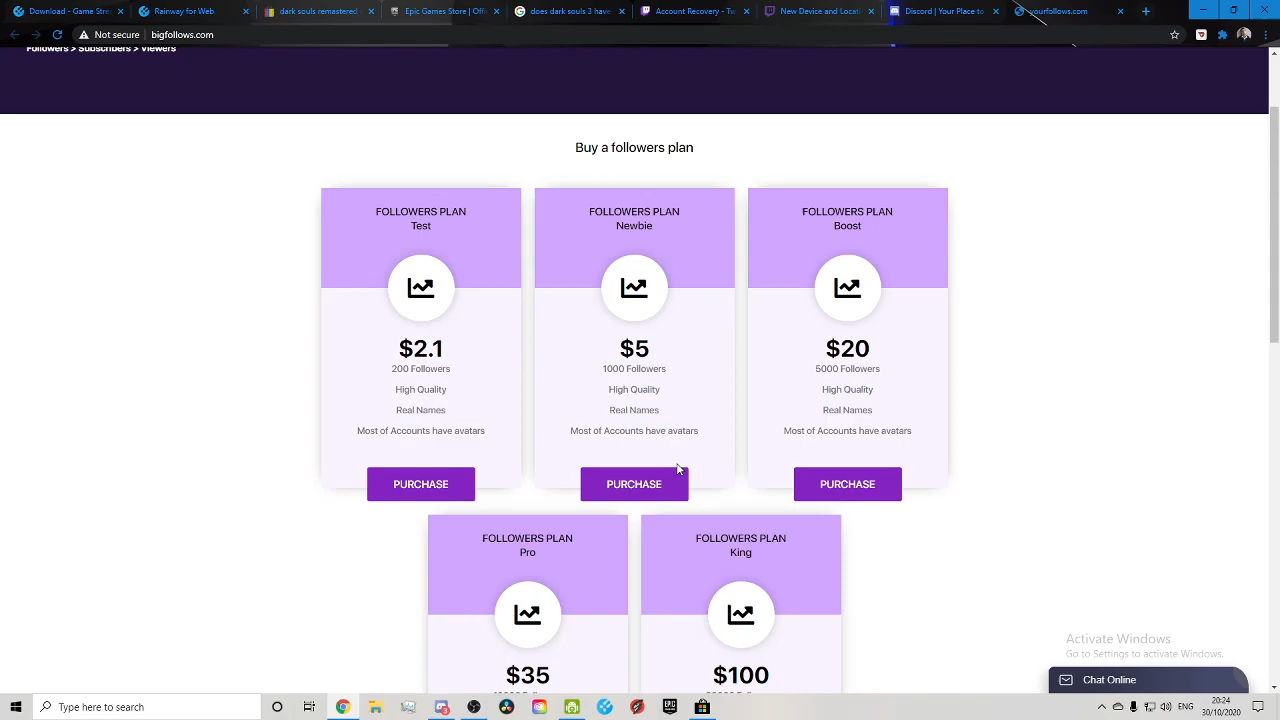 Download - Game Stre
Rainway for Web
dark souls remastered
Epic Games Store | Offi
does dark souls 3 have
Account Recovery - Tw
New Device and Locat
Discord | Your Place to
yourfollows.com
Not secure
bigfollows.com
Followers > Subscribers > Viewers
Buy a followers plan
FOLLOWERS PLAN
Test
$2.1
200 Followers
High Quality
Real Names
Most of Accounts have avatars
PURCHASE
FOLLOWERS PLAN
Newbie
$5
1000 Followers
High Quality
Real Names
Most of Accounts have avatars
PURCHASE
FOLLOWERS PLAN
Boost
$20
5000 Followers
High Quality
Real Names
Most of Accounts have avatars
PURCHASE
FOLLOWERS PLAN
Pro
$35
FOLLOWERS PLAN
King
$100
Activate Windows
Go to Settings to activate Windows.
Chat Online
Type here to search
ENG
20:24
30/10/2020